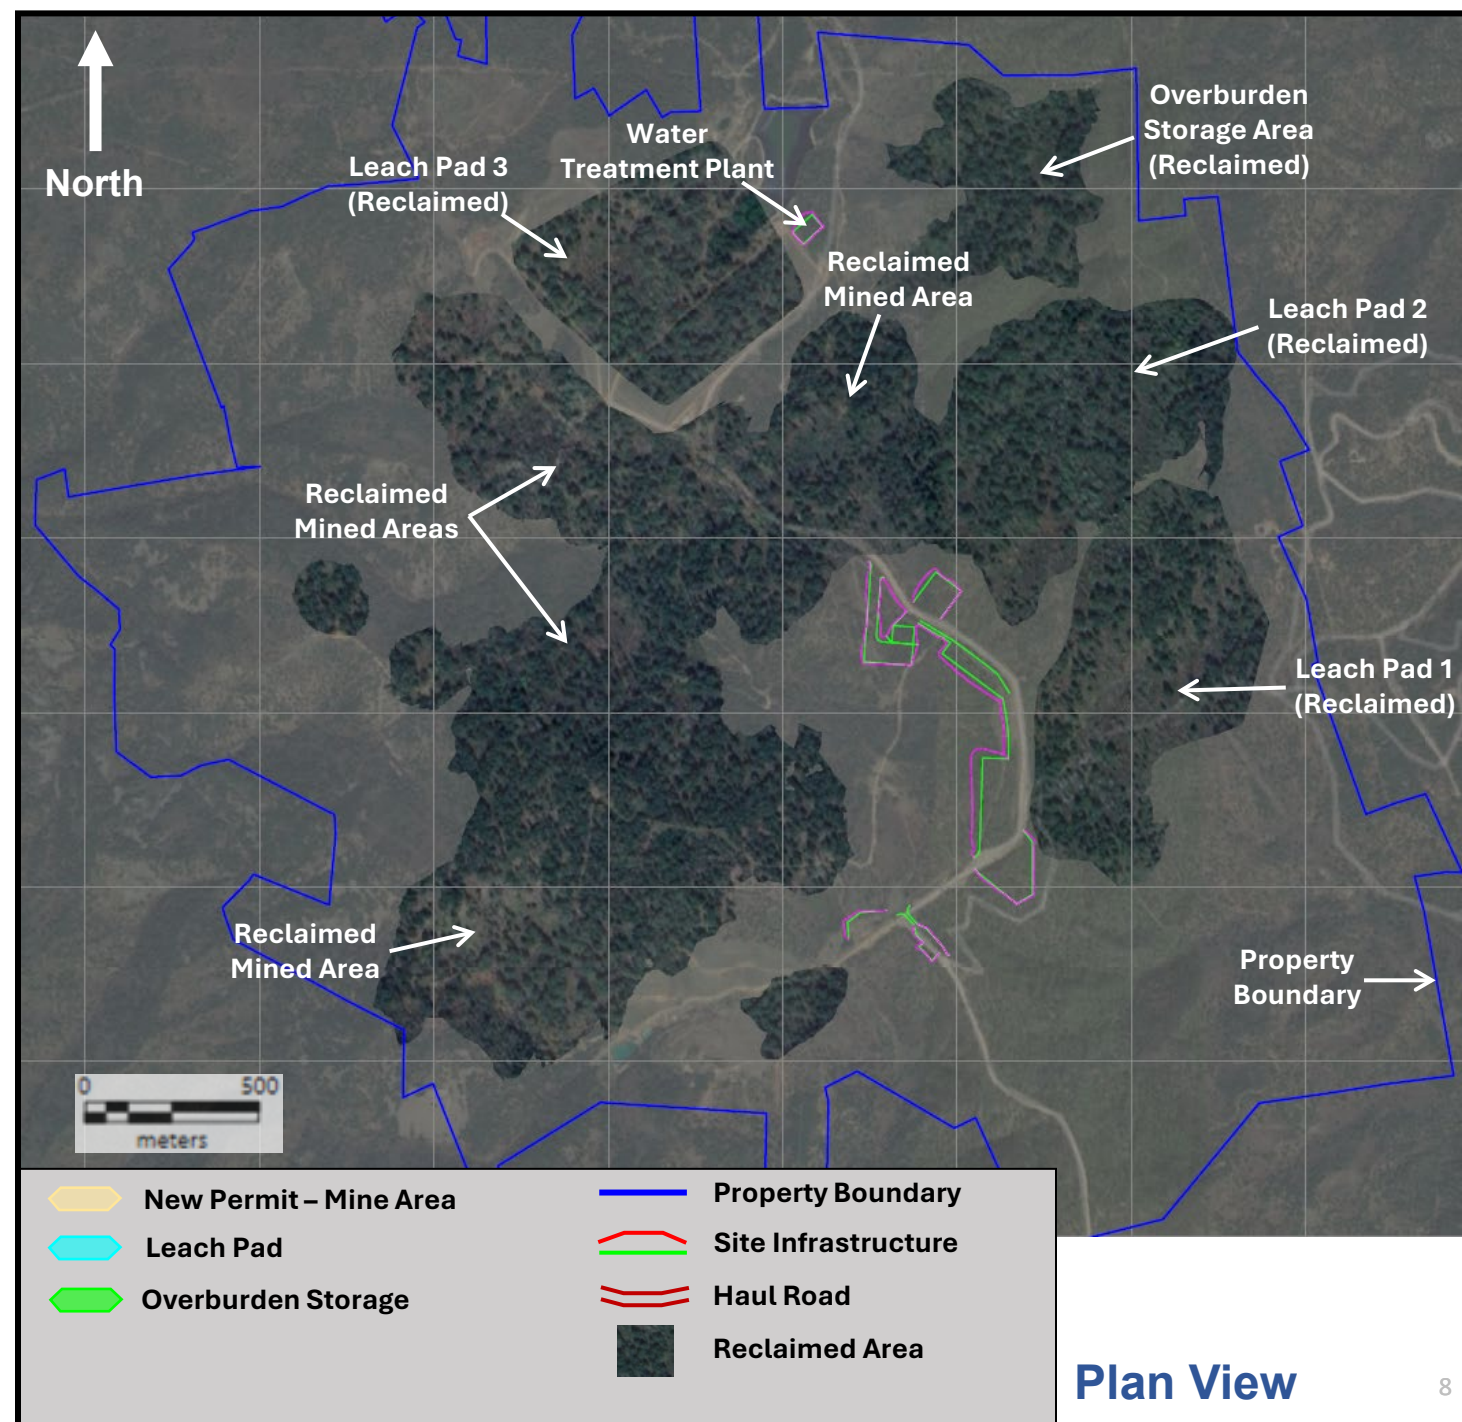 North
Leach Pad 3
(Reclaimed)
Water
Treatment Plant
Overburden
Storage Area
(Reclaimed)
Reclaimed
Mined Area
Leach Pad 2
(Reclaimed)
Reclaimed
Mined Areas
Leach Pad 1
(Reclaimed)
Reclaimed
Mined Area
Property
Boundary
0 500
meters
New Permit – Mine Area
Leach Pad
Overburden Storage
Property Boundary
Site Infrastructure
Haul Road
Reclaimed Area
Plan View
8